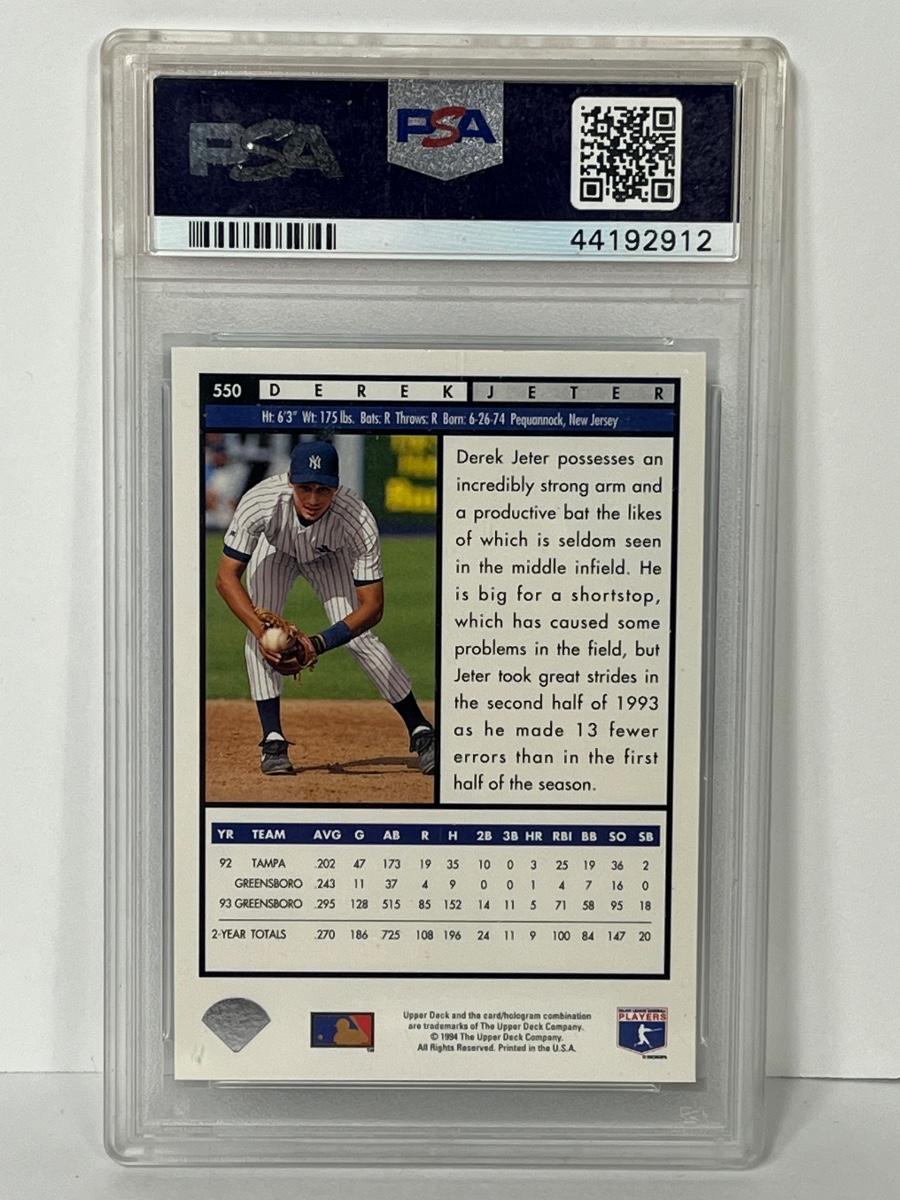 PSA
PSA
44192912
550 DEREK JETER
Ht: 6'3" Wt: 175 lbs. Bats: R Throws: R Born: 6-26-74 Pequannock, New Jersey
NY
Derek Jeter possesses an
incredibly strong arm and
a productive bat the likes
of which is seldom seen
in the middle infield. He
is big for a shortstop,
which has caused some
problems in the field, but
Jeter took great strides in
the second half of 1993
as he made 13 fewer
errors than in the first
half of the season.
YR TEAM AVG G AB R H 2B 3B HR RBI BB SO SB
92 TAMPA .202 47 173 19 35 10 0 3 25 19 36 2
GREENSBORO .243 11 37 4 9 0 0 1 4 7 16 0
93 GREENSBORO .295 128 515 85 152 14 11 5 71 58 95 18
2-YEAR TOTALS .270 186 725 108 196 24 11 9 100 84 147 20
Upper Deck and the card/hologram combination
are trademarks of The Upper Deck Company.
© 1994 The Upper Deck Company.
All Rights Reserved. Printed in the U.S.A.
MAJOR LEAGUE BASEBALL
PLAYERS